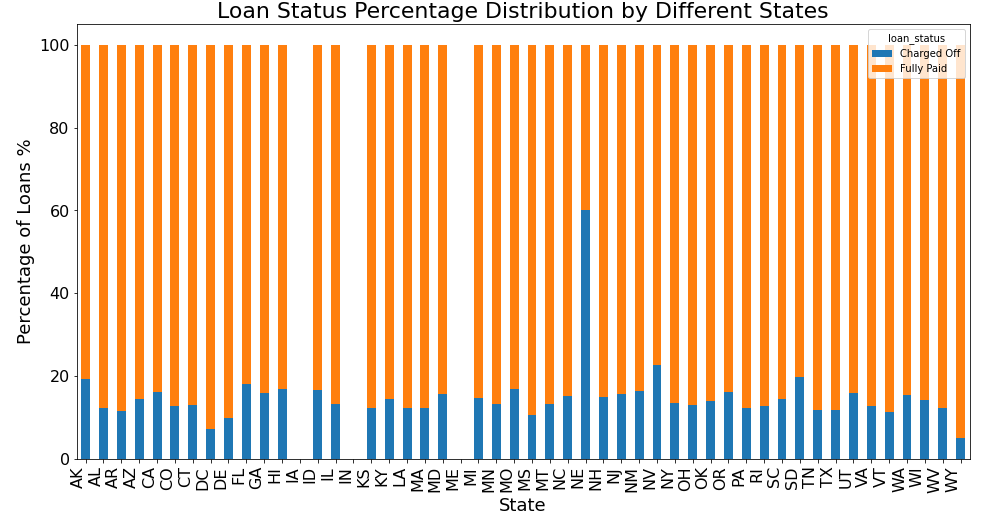 Loan Status Percentage Distribution by Different States
loan_status
Charged Off
Fully Paid
Percentage of Loans %
100
80
60
40
20
0
AK AL AR AZ CA CO CT DC DE FL GA HI IA ID IL IN KS KY LA MA MD ME MI MN MO MS MT NC NE NH NJ NM NV NY OH OK OR PA RI SC SD TN TX UT VA VT WA WI WV WY
State